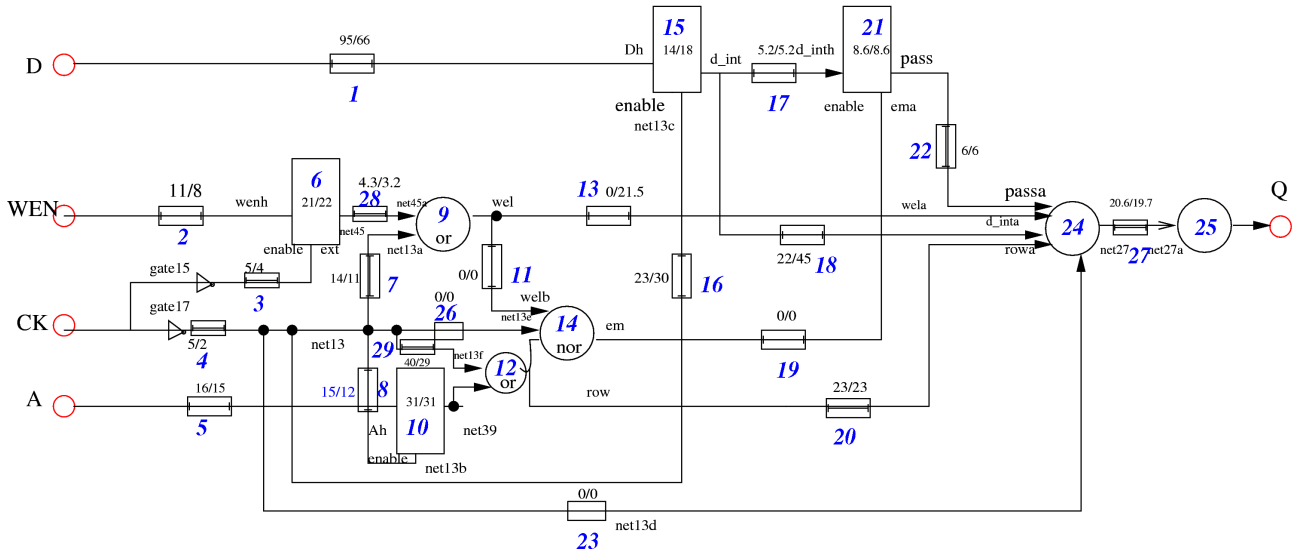 95/66
D
1
Dh
15
14/18
d_int
5.2/5.2
d_inth
17
21
8.6/8.6
pass
enable
net13c
enable
ema
22
6/6
11/8
WEN
2
wenh
6
21/22
4.3/3.2
28
net45a
net45
enable
ext
9
or
wel
13
0/21.5
wela
passa
d_inta
rowa
24
20.6/19.7
net27
27
net27a
25
Q
gate15
5/4
3
14/11
7
net13a
0/0
11
23/30
16
22/45
18
CK
gate17
5/2
4
net13
0/0
26
welb
net13e
14
nor
em
0/0
19
29
40/29
net13f
12
or
A
16/15
5
15/12
8
31/31
10
Ah
enable
net13b
net39
row
23/23
20
0/0
23
net13d